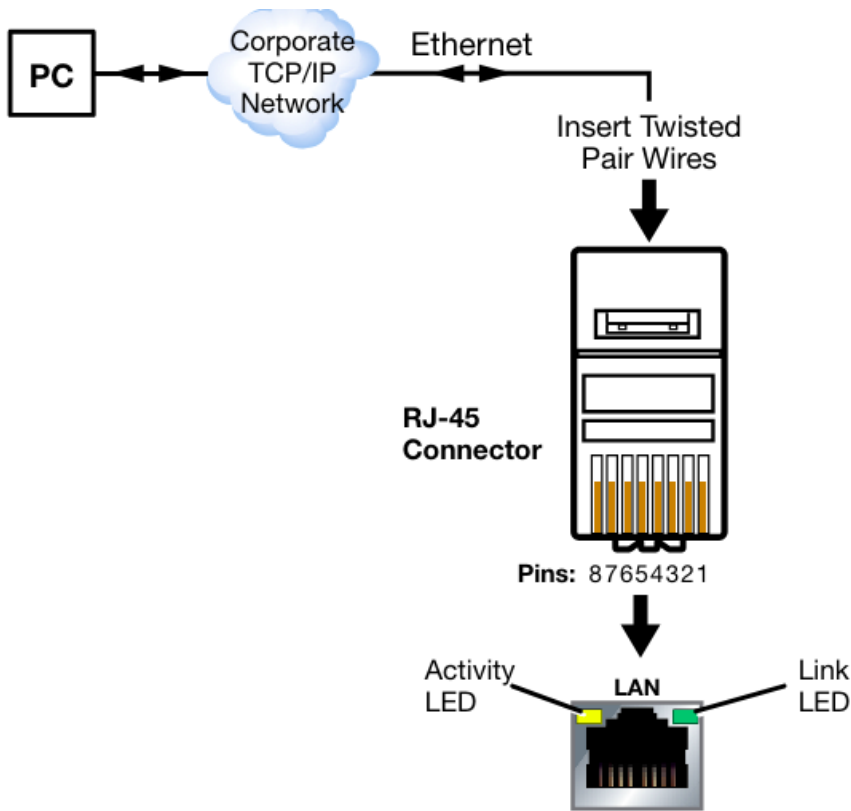 PC
Corporate
TCP/IP
Network
Ethernet
Insert Twisted
Pair Wires
RJ-45
Connector
Pins: 87654321
Activity
LED
LAN
Link
LED